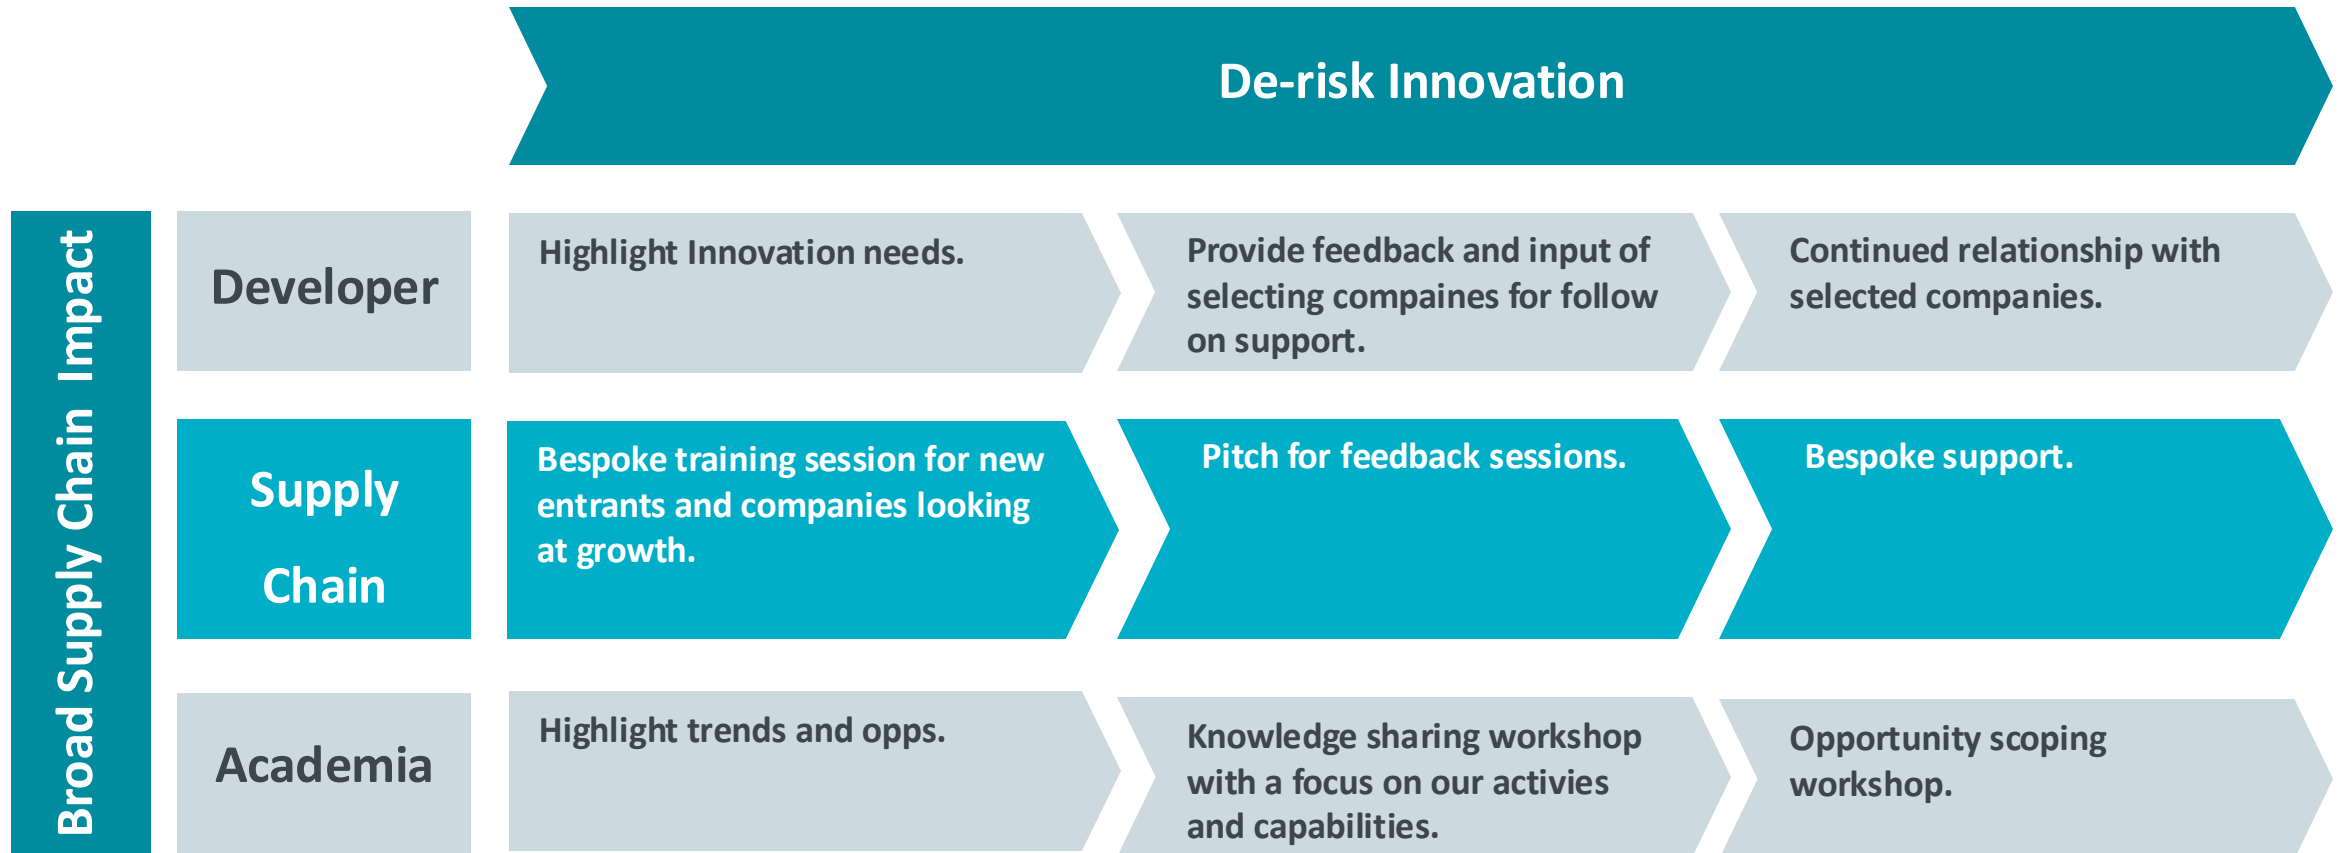 De-risk Innovation
Broad Supply Chain Impact
Developer
Highlight Innovation needs.
Provide feedback and input of
selecting compaines for follow
on support.
Continued relationship with
selected companies.
Supply
Chain
Bespoke training session for new
entrants and companies looking
at growth.
Pitch for feedback sessions.
Bespoke support.
Academia
Highlight trends and opps.
Knowledge sharing workshop
with a focus on our activies
and capabilities.
Opportunity scoping
workshop.